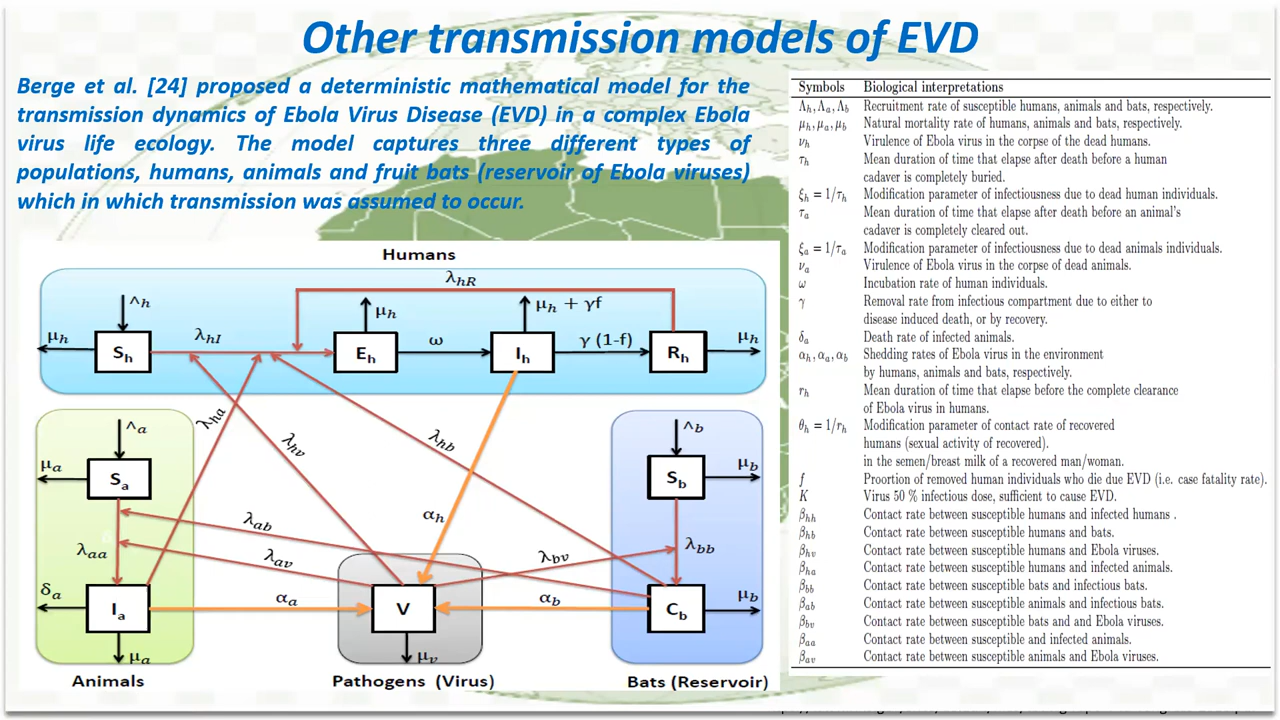 Other transmission models of EVD
Berge et al. [24] proposed a deterministic mathematical model for the
transmission dynamics of Ebola Virus Disease (EVD) in a complex Ebola
virus life ecology. The model captures three different types of
populations, humans, animals and fruit bats (reservoir of Ebola viruses)
which in which transmission was assumed to occur.
Humans
λhR
^h
μh
μh + γf
μh
λhI
ω
γ (1-f)
μh
Sh
Eh
Ih
Rh
^a
λha
λhv
λhb
^b
μa
Sa
Sb
μb
αh
λab
λaa
λav
λbv
λbb
δa
αa
αb
μb
Ia
V
Cb
μa
μv
Animals
Pathogens (Virus)
Bats (Reservoir)
Symbols Biological interpretations
Λh, Λa, Λb Recruitment rate of susceptible humans, animals and bats, respectively.
μh, μa, μb Natural mortality rate of humans, animals and bats, respectively.
νh Virulence of Ebola virus in the corpse of the dead humans.
τh Mean duration of time that elapse after death before a human
cadaver is completely buried.
ξh = 1/τh Modification parameter of infectiousness due to dead human individuals.
τa Mean duration of time that elapse after death before an animal's
cadaver is completely cleared out.
ξa = 1/τa Modification parameter of infectiousness due to dead animals individuals.
νa Virulence of Ebola virus in the corpse of dead animals.
ω Incubation rate of human individuals.
γ Removal rate from infectious compartment due to either to
disease induced death, or by recovery.
δa Death rate of infected animals.
αh, αa, αb Shedding rates of Ebola virus in the environment
by humans, animals and bats, respectively.
rh Mean duration of time that elapse before the complete clearance
of Ebola virus in humans.
θh = 1/rh Modification parameter of contact rate of recovered
humans (sexual activity of recovered).
in the semen/breast milk of a recovered man/woman.
f Proortion of removed human individuals who die due EVD (i.e. case fatality rate).
K Virus 50 % infectious dose, sufficient to cause EVD.
βhh Contact rate between susceptible humans and infected humans .
βhb Contact rate between susceptible humans and bats.
βhv Contact rate between susceptible humans and Ebola viruses.
βha Contact rate between susceptible humans and infected animals.
βbb Contact rate between susceptible bats and infectious bats.
βab Contact rate between susceptible animals and infectious bats.
βbv Contact rate between susceptible bats and and Ebola viruses.
βaa Contact rate between susceptible and infected animals.
βav Contact rate between susceptible animals and Ebola viruses.